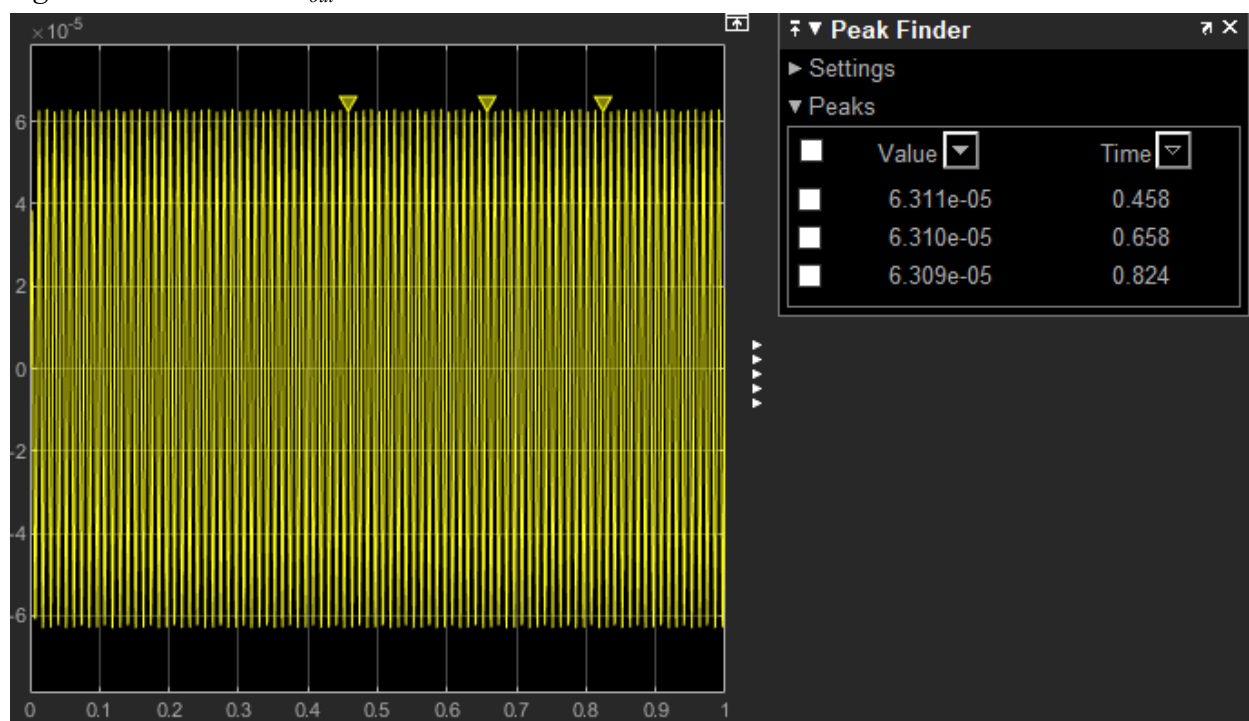 out
×10-5
6
4
2
0
-2
-4
-6
0 0.1 0.2 0.3 0.4 0.5 0.6 0.7 0.8 0.9 1
Peak Finder
Settings
Peaks
Value Time
6.311e-05 0.458
6.310e-05 0.658
6.309e-05 0.824